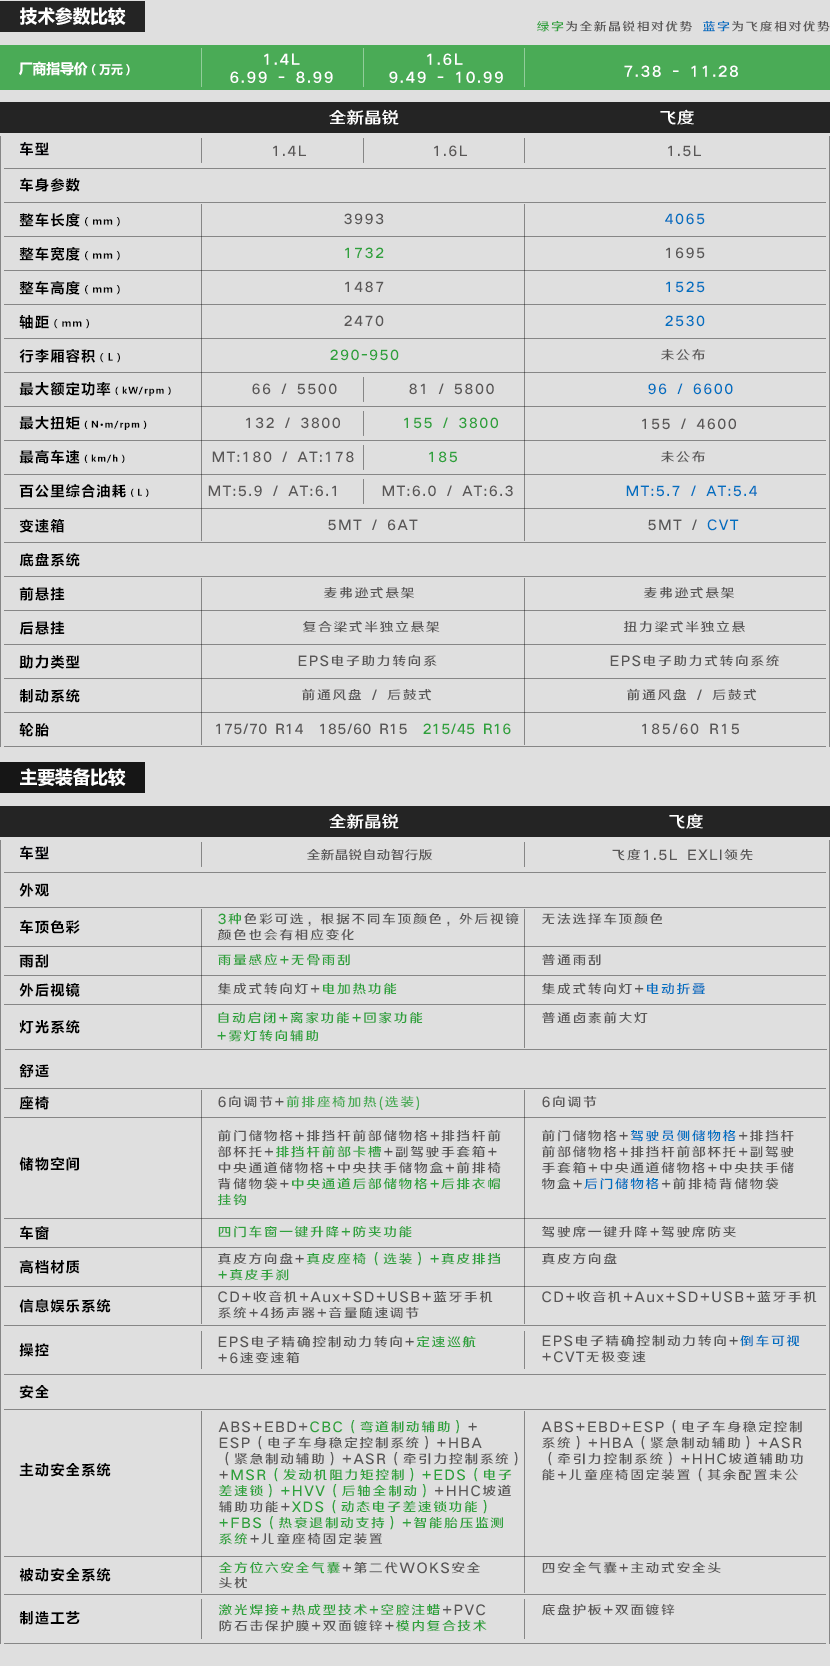 技术参数比较
绿字为全新晶锐相对优势 蓝字为飞度相对优势
厂商指导价（万元） 1.4L 6.99 - 8.99 1.6L 9.49 - 10.99 7.38 - 11.28
全新晶锐 飞度
车型 1.4L 1.6L 1.5L
车身参数
整车长度（mm） 3993 4065
整车宽度（mm） 1732 1695
整车高度（mm） 1487 1525
轴距（mm） 2470 2530
行李厢容积（L） 290-950 未公布
最大额定功率（kW/rpm） 66 / 5500 81 / 5800 96 / 6600
最大扭矩（N·m/rpm） 132 / 3800 155 / 3800 155 / 4600
最高车速（km/h） MT:180 / AT:178 185 未公布
百公里综合油耗（L） MT:5.9 / AT:6.1 MT:6.0 / AT:6.3 MT:5.7 / AT:5.4
变速箱 5MT / 6AT 5MT / CVT
底盘系统
前悬挂 麦弗逊式悬架 麦弗逊式悬架
后悬挂 复合梁式半独立悬架 扭力梁式半独立悬
助力类型 EPS电子助力转向系 EPS电子助力式转向系统
制动系统 前通风盘 / 后鼓式 前通风盘 / 后鼓式
轮胎 175/70 R14 185/60 R15 215/45 R16 185/60 R15
主要装备比较
全新晶锐 飞度
车型 全新晶锐自动智行版 飞度1.5L EXLI领先
外观
车顶色彩 3种色彩可选，根据不同车顶颜色，外后视镜 无法选择车顶颜色
颜色也会有相应变化
雨刮 雨量感应+无骨雨刮 普通雨刮
外后视镜 集成式转向灯+电加热功能 集成式转向灯+电动折叠
灯光系统 自动启闭+离家功能+回家功能 普通卤素前大灯
+雾灯转向辅助
舒适
座椅 6向调节+前排座椅加热(选装) 6向调节
储物空间
前门储物格+排挡杆前部储物格+排挡杆前
部杯托+排挡杆前部卡槽+副驾驶手套箱+
中央通道储物格+中央扶手储物盒+前排椅
背储物袋+中央通道后部储物格+后排衣帽
挂钩
前门储物格+驾驶员侧储物格+排挡杆
前部储物格+排挡杆前部杯托+副驾驶
手套箱+中央通道储物格+中央扶手储
物盒+后门储物格+前排椅背储物袋
车窗 四门车窗一键升降+防夹功能 驾驶席一键升降+驾驶席防夹
高档材质 真皮方向盘+真皮座椅（选装）+真皮排挡 真皮方向盘
+真皮手刹
信息娱乐系统 CD+收音机+Aux+SD+USB+蓝牙手机 CD+收音机+Aux+SD+USB+蓝牙手机
系统+4扬声器+音量随速调节
操控
EPS电子精确控制动力转向+定速巡航
+6速变速箱
EPS电子精确控制动力转向+倒车可视
+CVT无极变速
安全
主动安全系统
ABS+EBD+CBC（弯道制动辅助）+
ESP（电子车身稳定控制系统）+HBA
（紧急制动辅助）+ASR（牵引力控制系统）
+MSR（发动机阻力矩控制）+EDS（电子
差速锁）+HVV（后轴全制动）+HHC坡道
辅助功能+XDS（动态电子差速锁功能）
+FBS（热衰退制动支持）+智能胎压监测
系统+儿童座椅固定装置
ABS+EBD+ESP（电子车身稳定控制
系统）+HBA（紧急制动辅助）+ASR
（牵引力控制系统）+HHC坡道辅助功
能+儿童座椅固定装置（其余配置未公
被动安全系统 全方位六安全气囊+第二代WOKS安全 四安全气囊+主动式安全头
头枕
制造工艺 激光焊接+热成型技术+空腔注蜡+PVC 底盘护板+双面镀锌
防石击保护膜+双面镀锌+模内复合技术